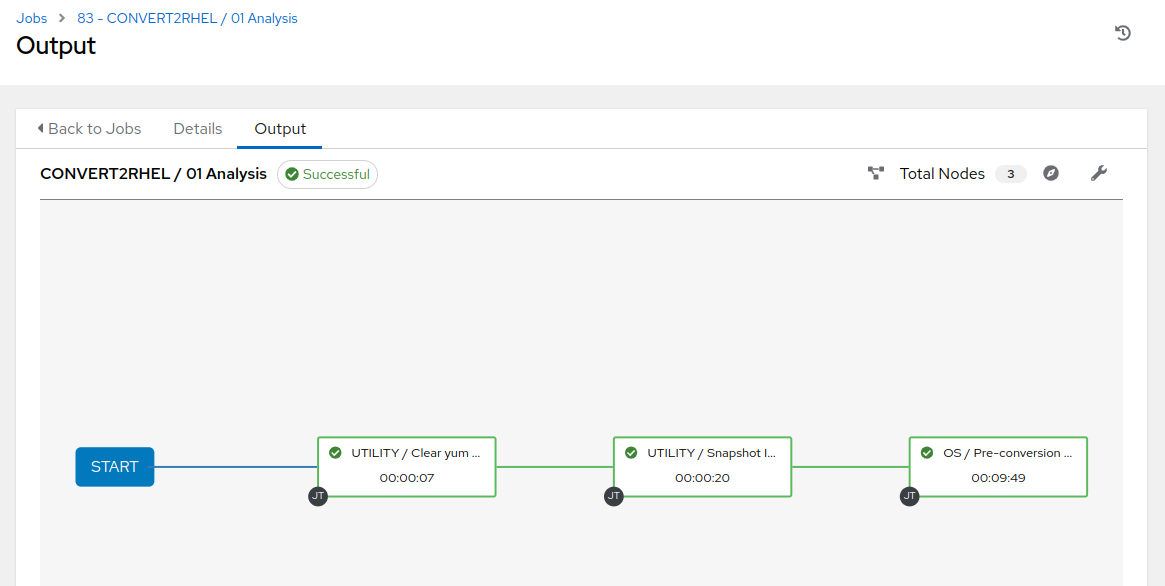 Jobs > 83 - CONVERT2RHEL / 01 Analysis
Output
Back to Jobs Details Output
CONVERT2RHEL / 01 Analysis Successful Total Nodes 3
START
UTILITY / Clear yum ...
00:00:07
JT
UTILITY / Snapshot I...
00:00:20
JT
OS / Pre-conversion ...
00:09:49
JT